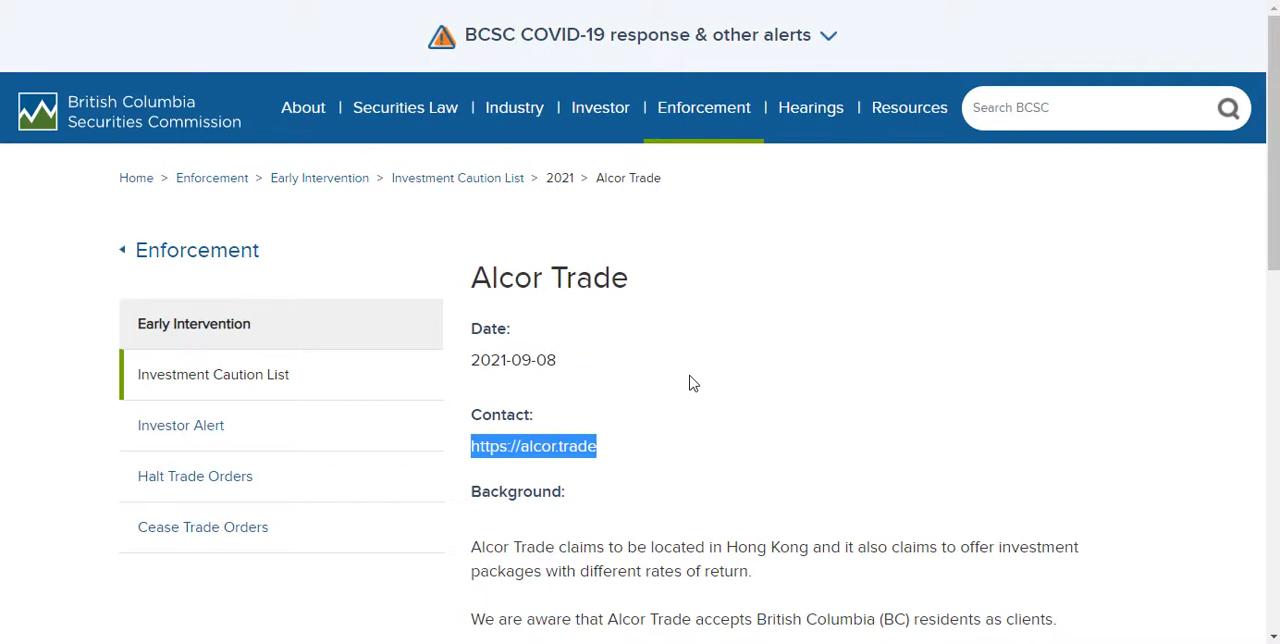 BCSC COVID-19 response & other alerts
British Columbia
Securities Commission
About | Securities Law | Industry | Investor | Enforcement | Hearings | Resources
Search BCSC
Home > Enforcement > Early Intervention > Investment Caution List > 2021 > Alcor Trade
Enforcement
Early Intervention
Investment Caution List
Investor Alert
Halt Trade Orders
Cease Trade Orders
Alcor Trade
Date:
2021-09-08
Contact:
https://alcor.trade
Background:
Alcor Trade claims to be located in Hong Kong and it also claims to offer investment
packages with different rates of return.
We are aware that Alcor Trade accepts British Columbia (BC) residents as clients.